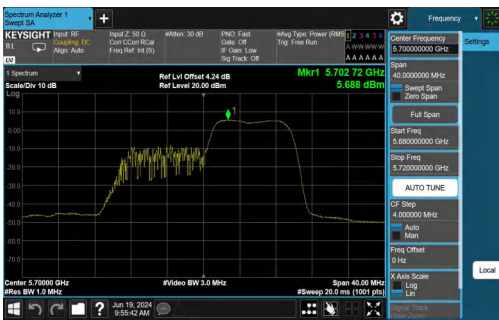 Spectrum Analyzer 1
Swept SA
+
Frequency
KEYSIGHT
RL
LV
Input: RF
Coupling: DC
Align: Auto
Input Z: 50 Ω
Corr CCorr RCal
Freq Ref: Int (S)
#Atten: 30 dB
PNO: Fast
Gate: Off
IF Gain: Low
Sig Track: Off
#Avg Type: Power (RMS
Trig: Free Run
1 2 3 4 5 6
A W W W W W
A A A A A A
1 Spectrum
Scale/Div 10 dB
Log
Ref Lvl Offset 4.24 dB
Ref Level 20.00 dBm
Mkr1 5.702 72 GHz
5.688 dBm
1
10.0
0.00
-10.0
-20.0
-30.0
-40.0
-50.0
-60.0
-70.0
Center 5.70000 GHz
#Res BW 1.0 MHz
#Video BW 3.0 MHz
Span 40.00 MHz
#Sweep 20.0 ms (1001 pts)
Center Frequency
5.700000000 GHz
Span
40.0000000 MHz
Swept Span
Zero Span
Full Span
Start Freq
5.680000000 GHz
Stop Freq
5.720000000 GHz
AUTO TUNE
CF Step
4.000000 MHz
Auto
Man
Freq Offset
0 Hz
X Axis Scale
Log
Lin
Signal Track
Settings
Local
?
Jun 19, 2024
9:55:42 AM